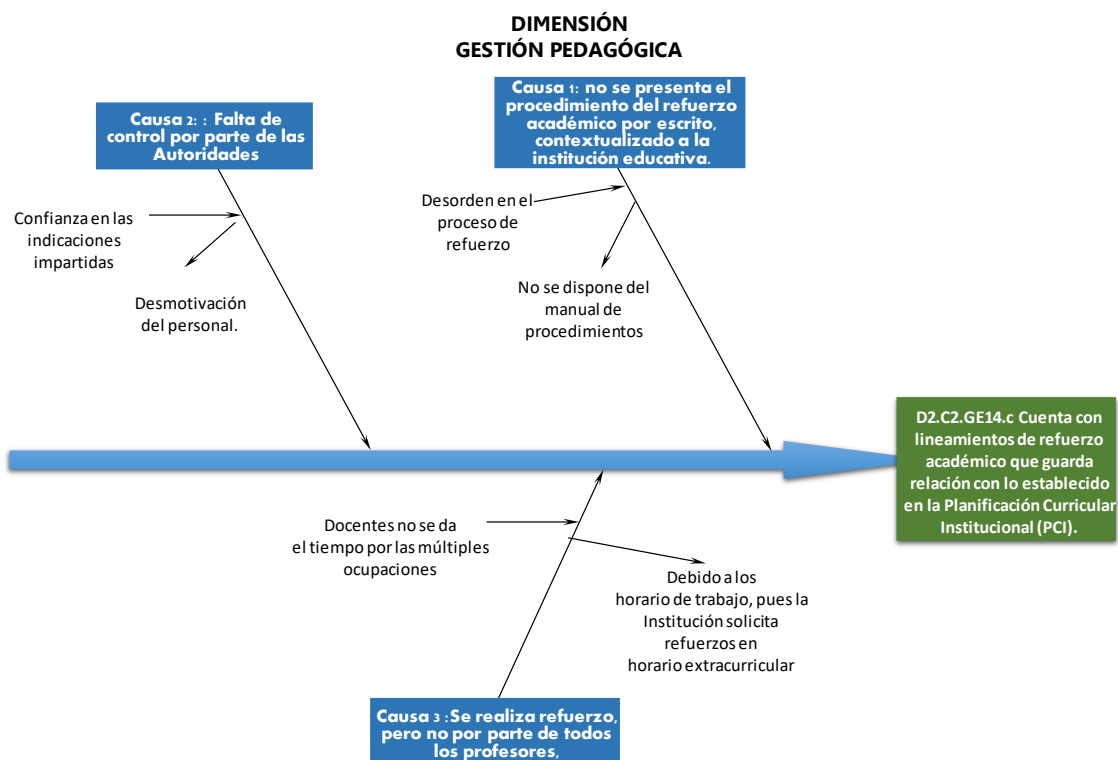 DIMENSIÓN
GESTIÓN PEDAGÓGICA
Causa 2: : Falta de
control por parte de las
Autoridades
Causa 1: no se presenta el
procedimiento del refuerzo
académico por escrito,
contextualizado a la
institución educativa.
Confianza en las
indicaciones
impartidas
Desmotivación
del personal.
Desorden en el
proceso de
refuerzo
No se dispone del
manual de
procedimientos
D2.C2.GE14.c Cuenta con
lineamientos de refuerzo
académico que guarda
relación con lo establecido
en la Planificación Curricular
Institucional (PCI).
Docentes no se da
el tiempo por las múltiples
ocupaciones
Debido a los
horario de trabajo, pues la
Institución solicita
refuerzos en
horario extracurricular
Causa 3 :Se realiza refuerzo,
pero no por parte de todos
los profesores,